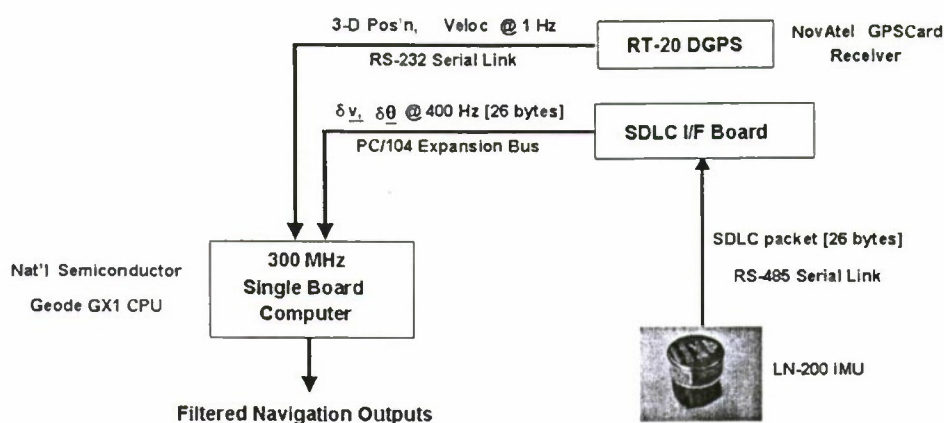 3-D Pos'n, Veloc @ 1 Hz
RS-232 Serial Link
RT-20 DGPS
NovAtel GPSCard
Receiver
δv, δθ @ 400 Hz [26 bytes]
PC/104 Expansion Bus
SDLC I/F Board
SDLC packet [26 bytes]
RS-485 Serial Link
Nat'l Semiconductor
Geode GX1 CPU
300 MHz
Single Board
Computer
LN-200 IMU
Filtered Navigation Outputs